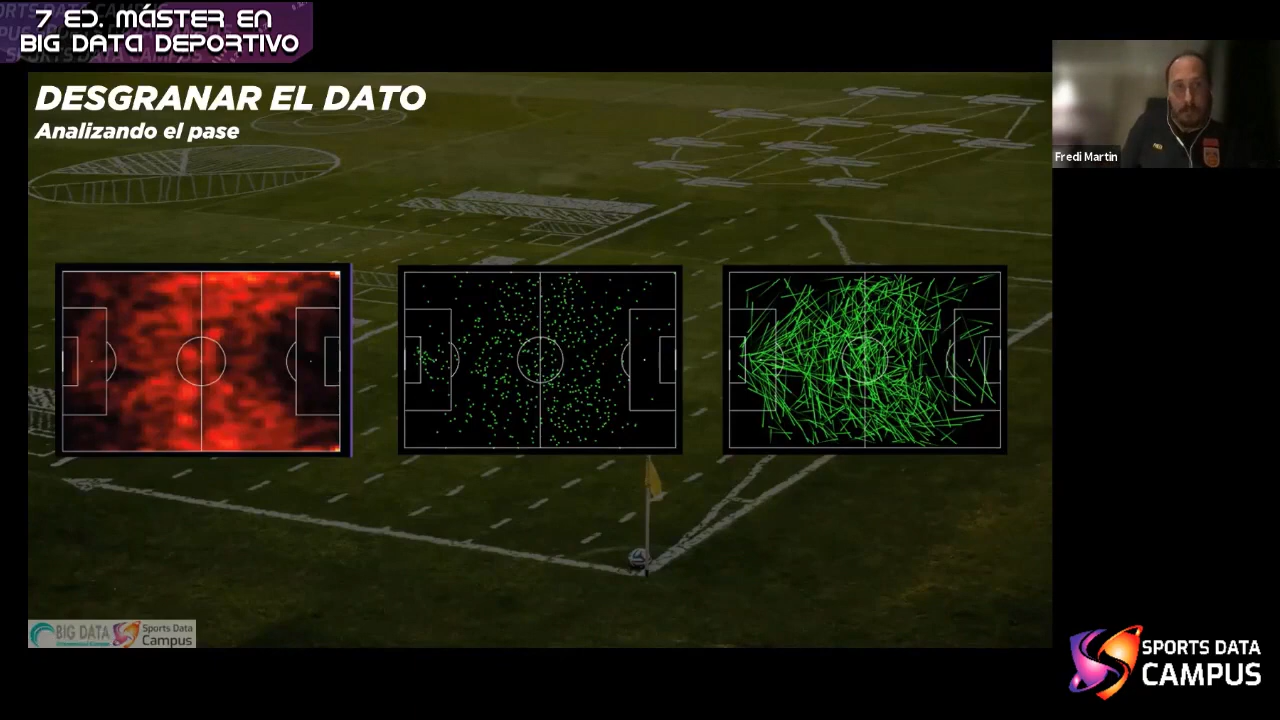 7 ED. MÁSTER EN
BIG DATA DEPORTIVO
DESGRANAR EL DATO
Analizando el pase
Fredi Martin
BIG DATA
Sports Data
Campus
SPORTS DATA
CAMPUS